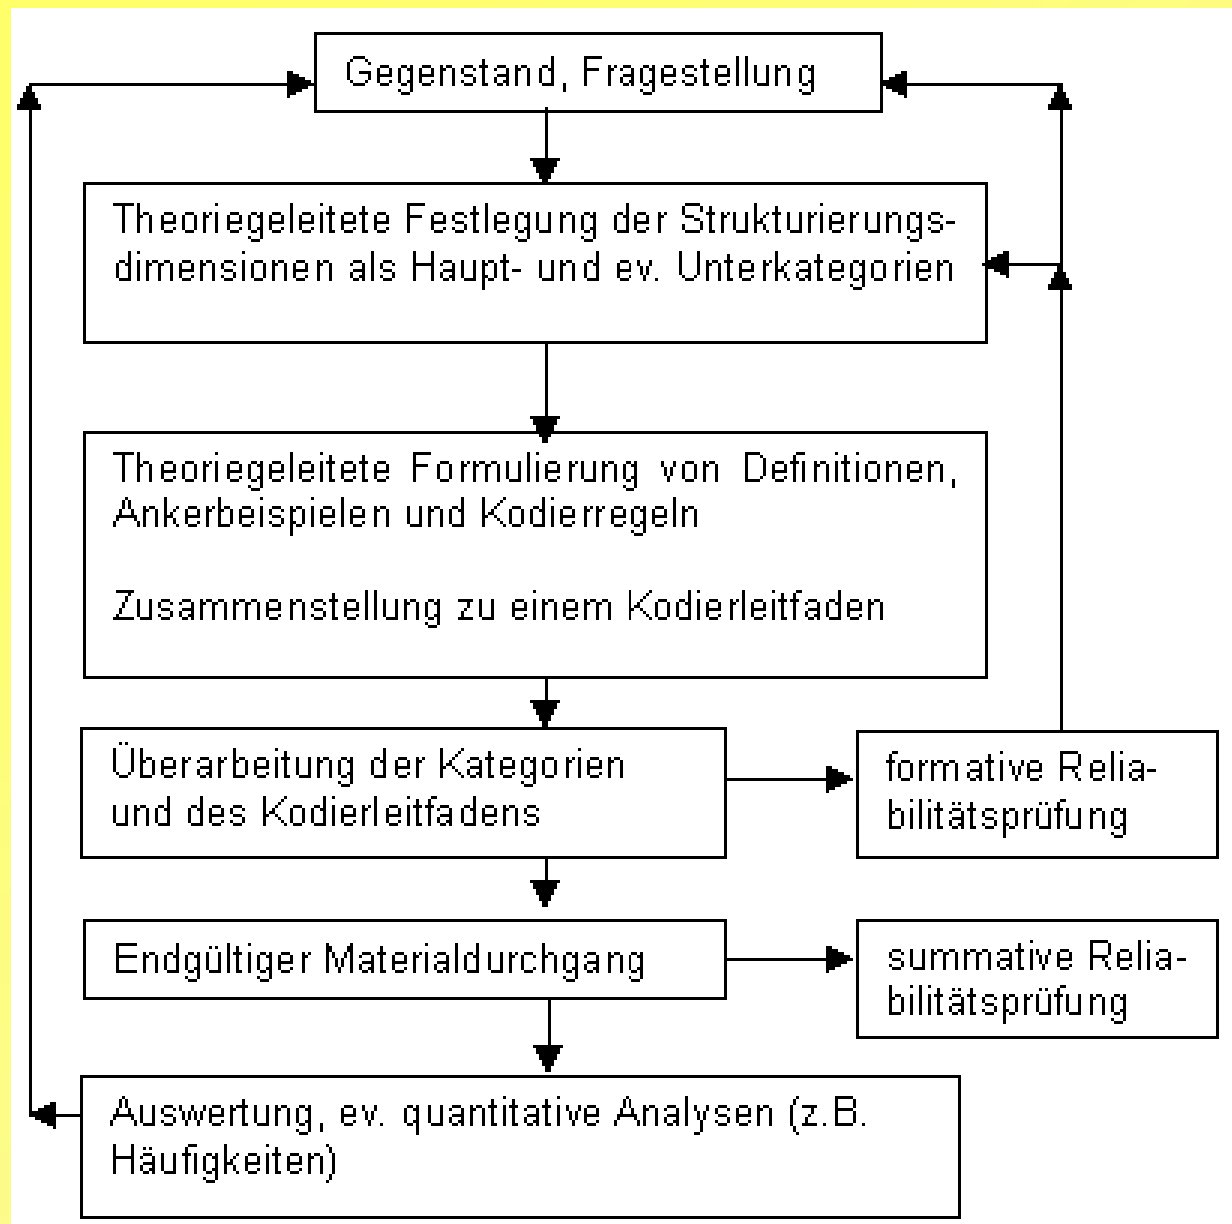 Gegenstand, Fragestellung
Theoriegeleitete Festlegung der Strukturierungs-
dimensionen als Haupt- und ev. Unterkategorien
Theoriegeleitete Formulierung von Definitionen,
Ankerbeispielen und Kodierregeln
Zusammenstellung zu einem Kodierleitfaden
Überarbeitung der Kategorien
und des Kodierleitfadens
formative Relia-
bilitätsprüfung
Endgültiger Materialdurchgang
summative Relia-
bilitätsprüfung
Auswertung, ev. quantitative Analysen (z.B.
Häufigkeiten)